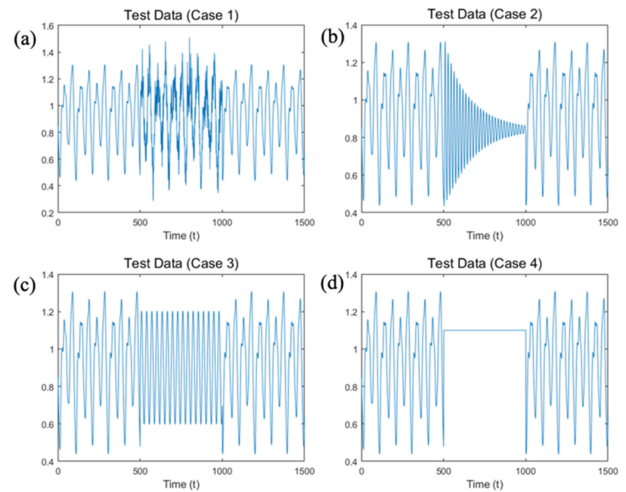 (a)
Test Data (Case 1)
1.6
1.4
1.2
1
0.8
0.6
0.4
0.2
0 500 1000 1500
Time (t)
(b)
Test Data (Case 2)
1.4
1.2
1
0.8
0.6
0.4
0 500 1000 1500
Time (t)
(c)
Test Data (Case 3)
1.4
1.2
1
0.8
0.6
0.4
0 500 1000 1500
Time (t)
(d)
Test Data (Case 4)
1.4
1.2
1
0.8
0.6
0.4
0 500 1000 1500
Time (t)